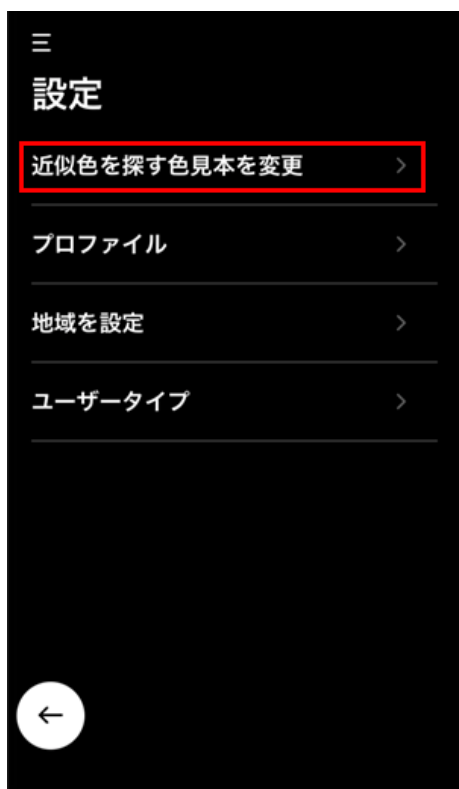 設定
近似色を探す色見本を変更
プロファイル
地域を設定
ユーザータイプ